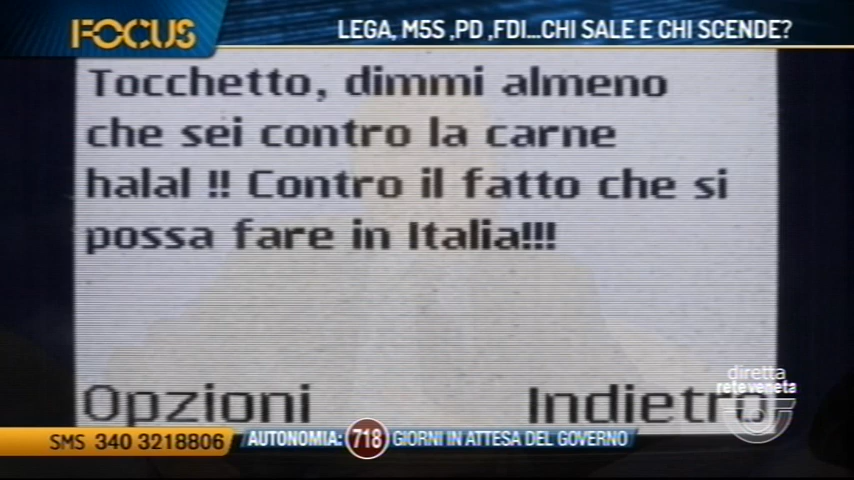 FOCUS
LEGA, M5S ,PD ,FDI...CHI SALE E CHI SCENDE?
Tocchetto, dimmi almeno
che sei contro la carne
halal !! Contro il fatto che si
possa fare in Italia!!!
Opzioni Indietro
diretta
reteveneta
SMS 340 3218806
AUTONOMIA: 718 GIORNI IN ATTESA DEL GOVERNO